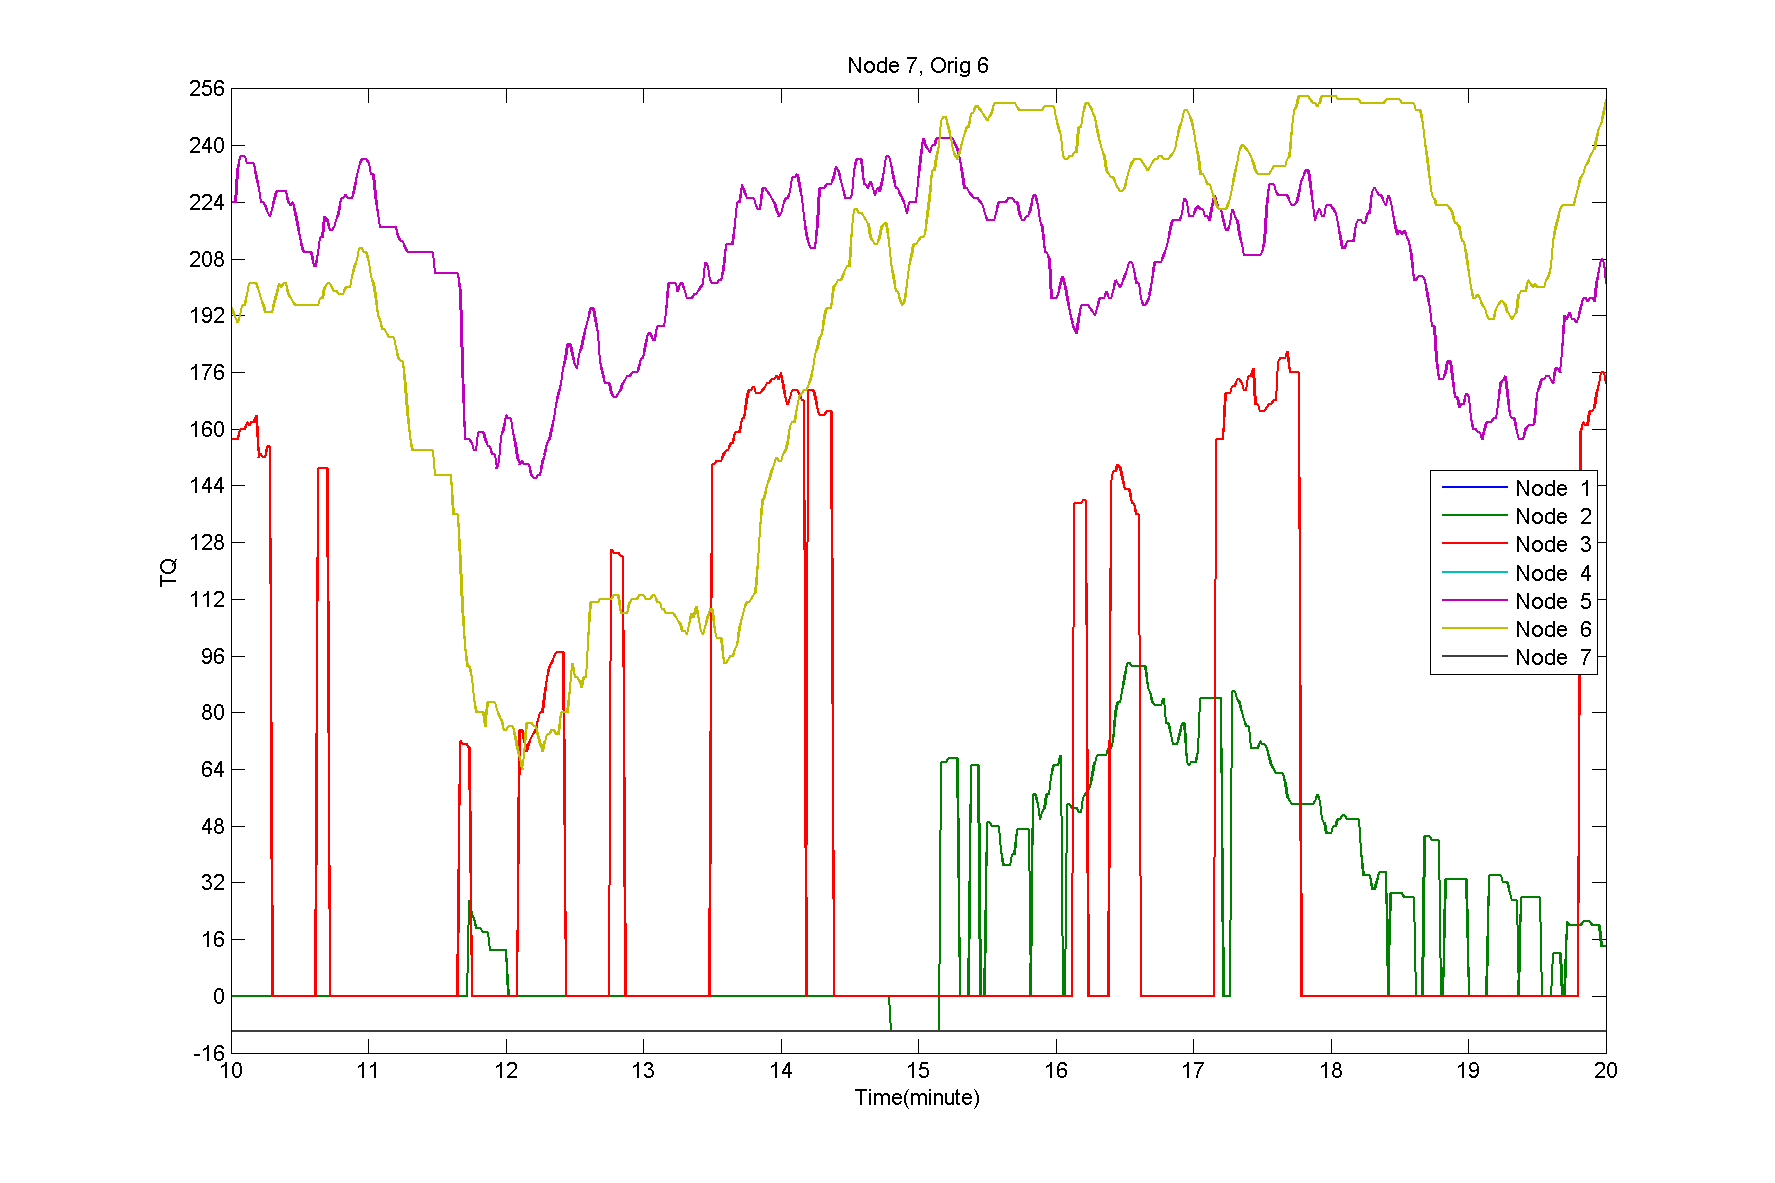 Node 7, Orig 6
256
240
224
208
192
176
160
144
128
112
96
80
64
48
32
16
0
-16
TQ
Node 1
Node 2
Node 3
Node 4
Node 5
Node 6
Node 7
10 11 12 13 14 15 16 17 18 19 20
Time(minute)